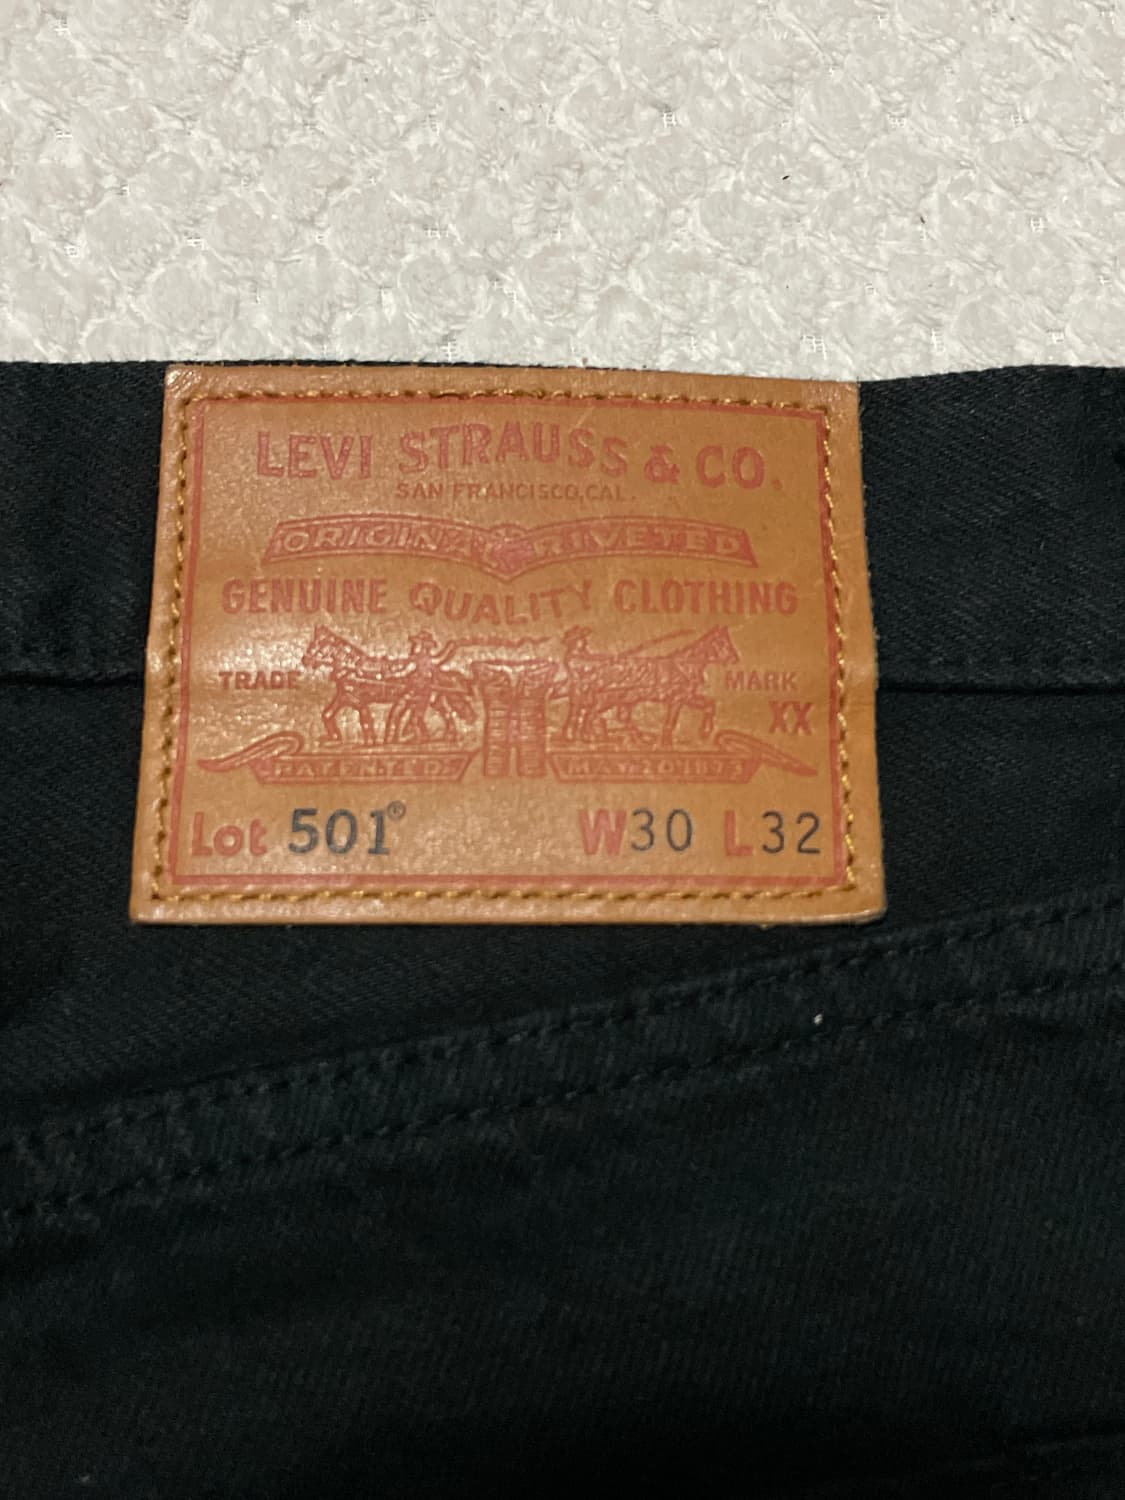 LEVI STRAUSS & CO.
SAN FRANCISCO, CAL.
ORIGINAL RIVETED
GENUINE QUALITY CLOTHING
TRADE MARK
XX
PATENTED MAY 20 1873
Lot 501® W30 L32